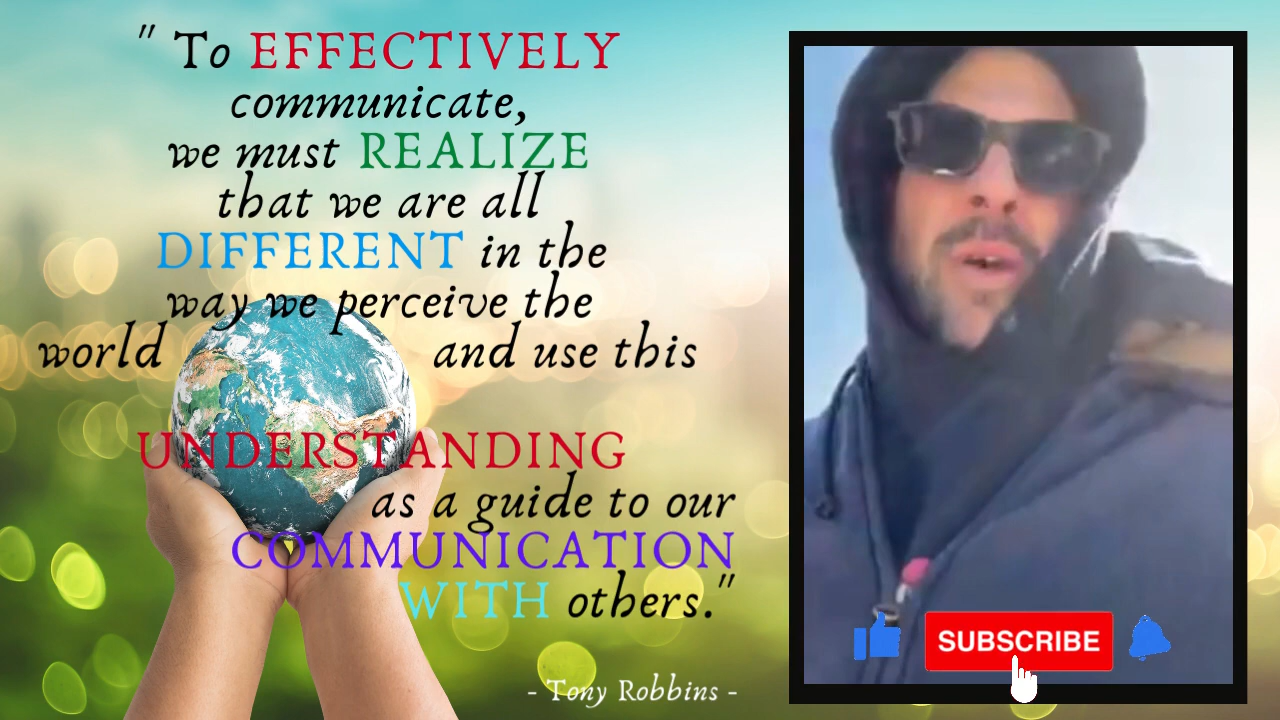 " To EFFECTIVELY
communicate,
we must REALIZE
that we are all
DIFFERENT in the
way we perceive the
world and use this
UNDERSTANDING
as a guide to our
COMMUNICATION
WITH others."
- Tony Robbins -
SUBSCRIBE